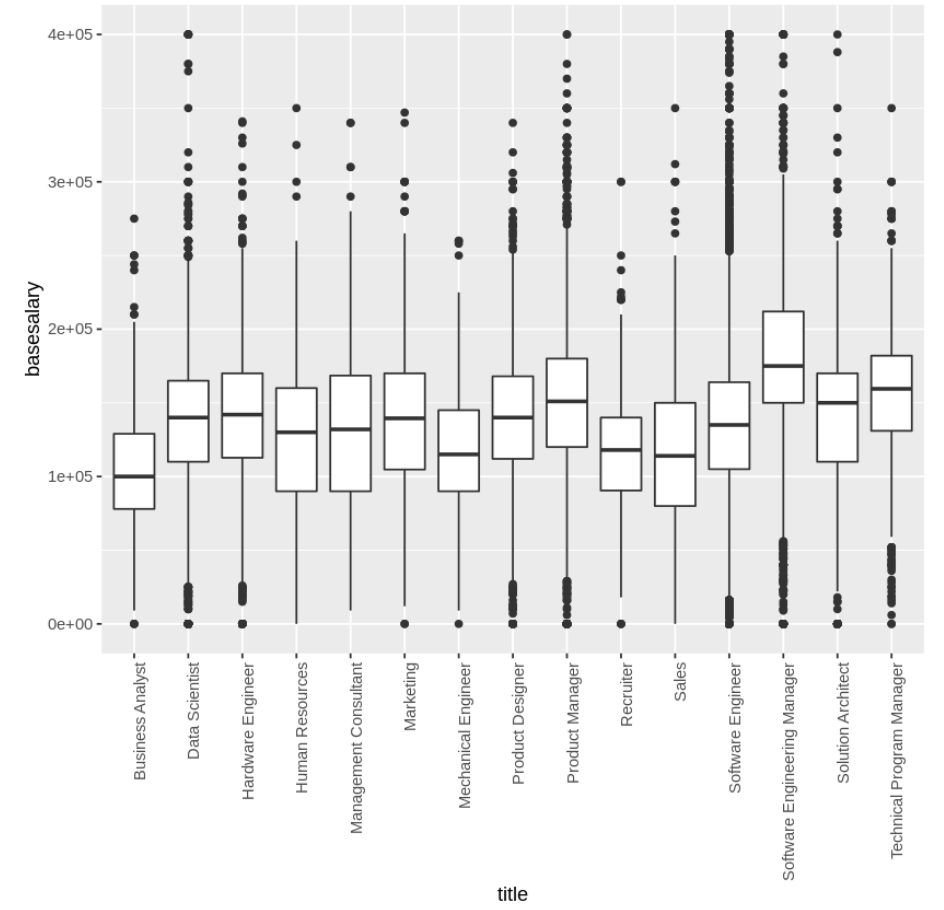 4e+05
3e+05
2e+05
1e+05
0e+00
basesalary
Business Analyst
Data Scientist
Hardware Engineer
Human Resources
Management Consultant
Marketing
Mechanical Engineer
Product Designer
Product Manager
Recruiter
Sales
Software Engineer
Software Engineering Manager
Solution Architect
Technical Program Manager
title